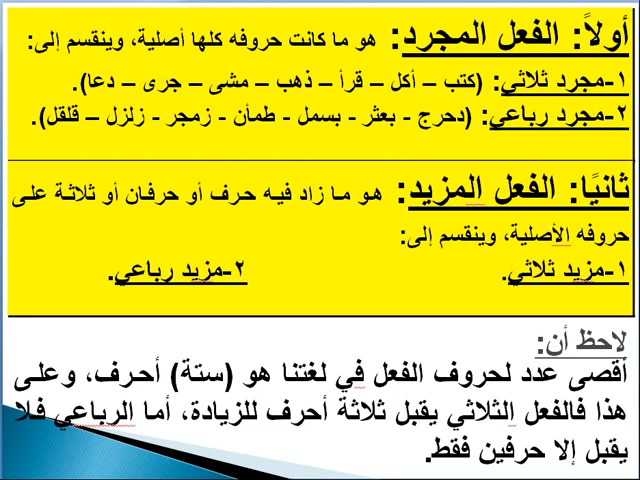 أولاً: الفعل المجرد: هو ما كانت حروفه كلها أصلية، وينقسم إلى:
١-مجرد ثلاثي: (كتب – أكل – قرأ – ذهب – مشى – جرى – دعا).
٢-مجرد رباعي: (دحرج - بعثر - بسمل - طمأن - زمجر - زلزل – قلقل).
ثانيًا: الفعل المزيد: هو ما زاد فيه حرف أو حرفان أو ثلاثة على
حروفه الأصلية، وينقسم إلى:
١-مزيد ثلاثي. ٢-مزيد رباعي.
لاحظ أن:
أقصى عدد لحروف الفعل في لغتنا هو (ستة) أحرف، وعلى
هذا فالفعل الثلاثي يقبل ثلاثة أحرف للزيادة، أما الرباعي فلا
يقبل إلا حرفين فقط.